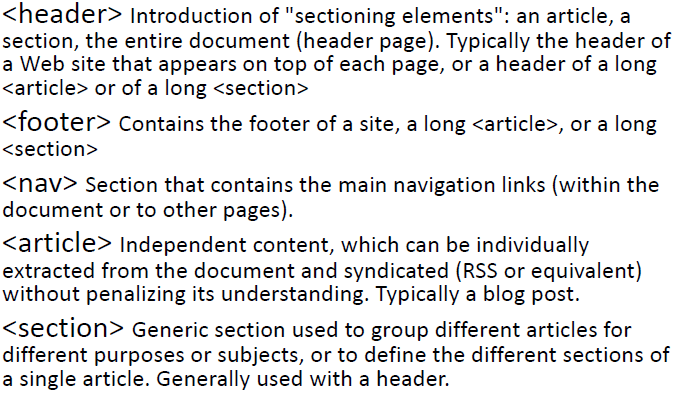 <header> Introduction of "sectioning elements": an article, a
section, the entire document (header page). Typically the header of
a Web site that appears on top of each page, or a header of a long
<article> or of a long <section>
<footer> Contains the footer of a site, a long <article>, or a long
<section>
<nav> Section that contains the main navigation links (within the
document or to other pages).
<article> Independent content, which can be individually
extracted from the document and syndicated (RSS or equivalent)
without penalizing its understanding. Typically a blog post.
<section> Generic section used to group different articles for
different purposes or subjects, or to define the different sections of
a single article. Generally used with a header.